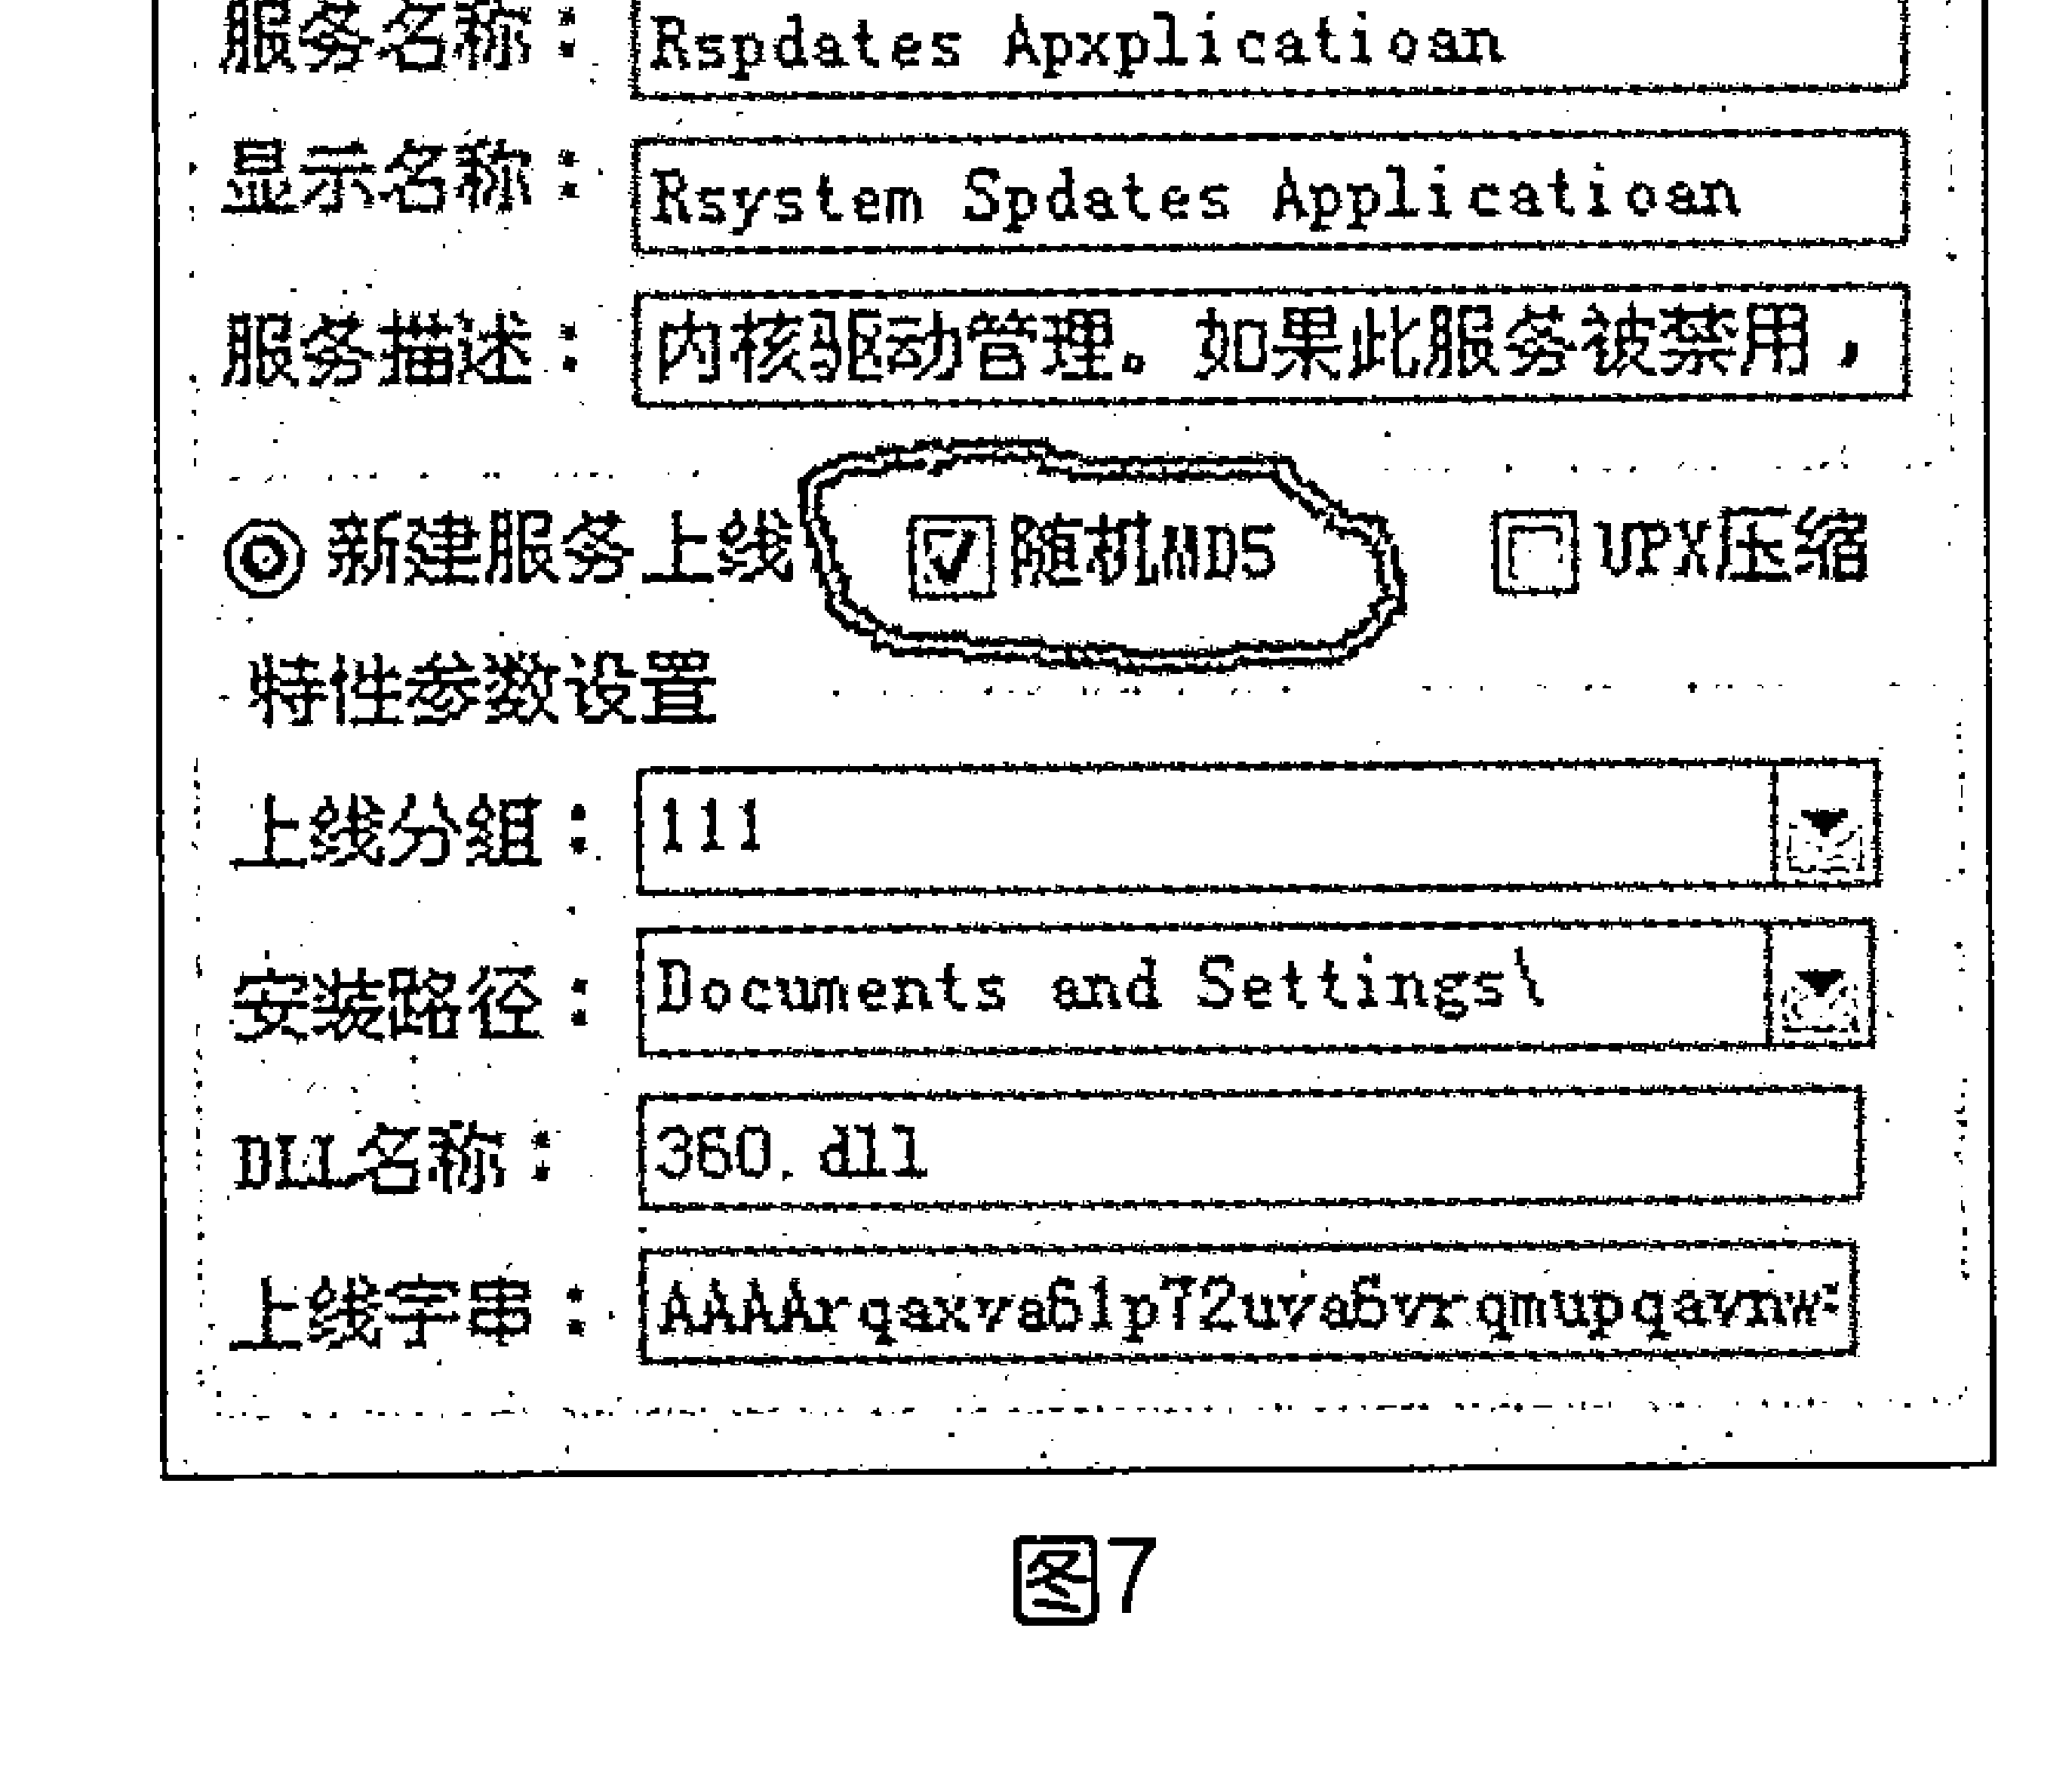 服务名称： Rspdates Apxplicatioan
显示名称： Rsystem Spdates Applicatioan
服务描述： 内核驱动管理。如果此服务被禁用，
新建服务上线 随机MD5 UPX压缩
特性参数设置
上线分组： 111
安装路径： Documents and Settings\
DLL名称： 360.dll
上线字串： AAAArqaxva61p72uva6vrqmupqavnw
图7